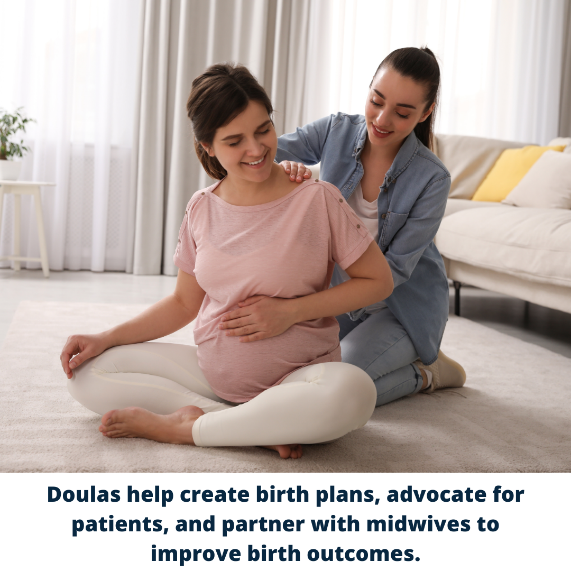 Doulas help create birth plans, advocate for
patients, and partner with midwives to
improve birth outcomes.